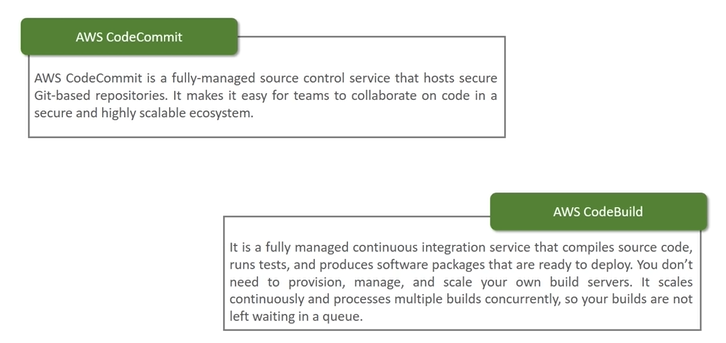 AWS CodeCommit
AWS CodeCommit is a fully-managed source control service that hosts secure
Git-based repositories. It makes it easy for teams to collaborate on code in a
secure and highly scalable ecosystem.
AWS CodeBuild
It is a fully managed continuous integration service that compiles source code,
runs tests, and produces software packages that are ready to deploy. You don’t
need to provision, manage, and scale your own build servers. It scales
continuously and processes multiple builds concurrently, so your builds are not
left waiting in a queue.